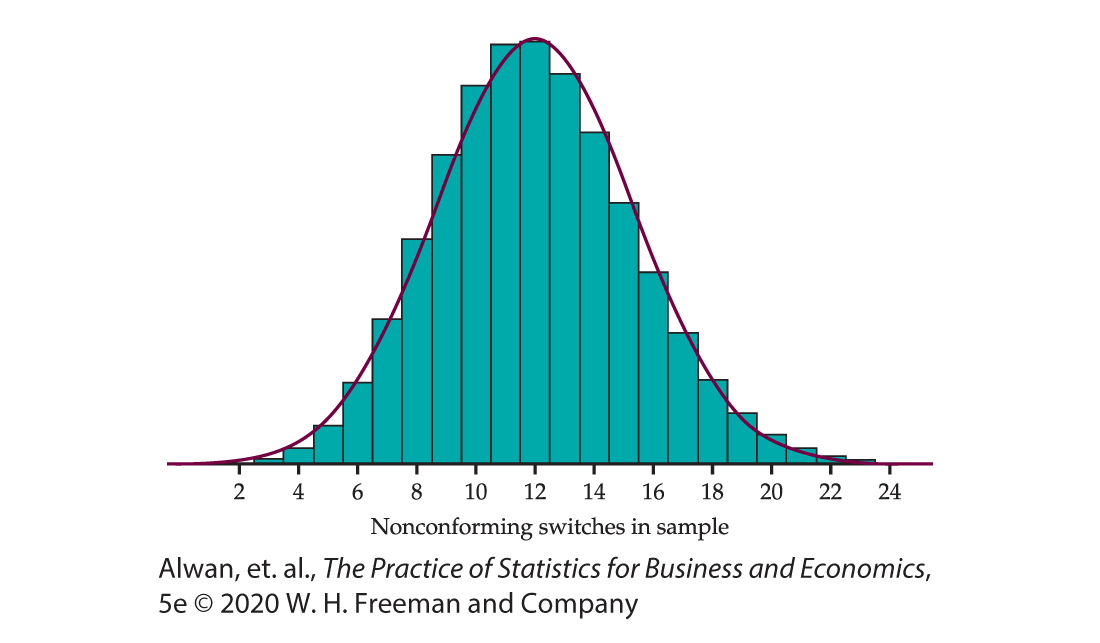 2 4 6 8 10 12 14 16 18 20 22 24
Nonconforming switches in sample
Alwan, et. al., The Practice of Statistics for Business and Economics,
5e © 2020 W. H. Freeman and Company